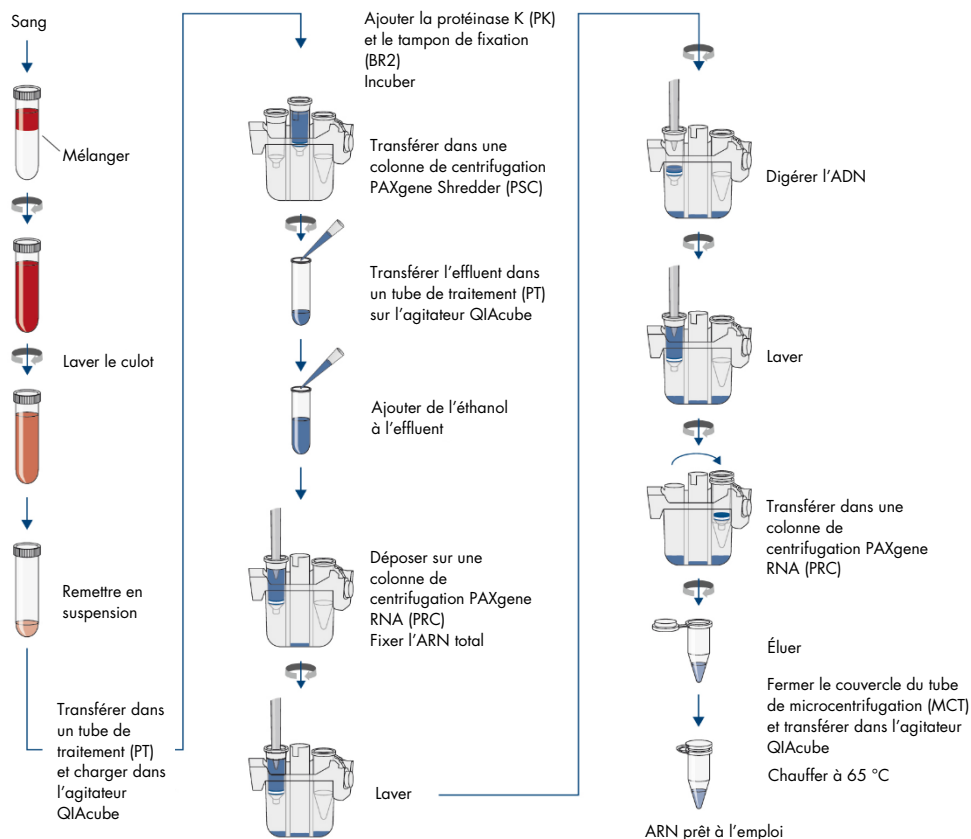 Sang
Mélanger
Laver le culot
Remettre en
suspension
Transférer dans
un tube de
traitement (PT)
et charger dans
l'agitateur
QIAcube
Ajouter la protéinase K (PK)
et le tampon de fixation
(BR2)
Incuber
Transférer dans une
colonne de centrifugation
PAXgene Shredder (PSC)
Transférer l'effluent dans
un tube de traitement (PT)
sur l'agitateur QIAcube
Ajouter de l'éthanol
à l'effluent
Déposer sur une
colonne de
centrifugation PAXgene
RNA (PRC)
Fixer l'ARN total
Laver
Digérer l'ADN
Laver
Transférer dans une
colonne de
centrifugation PAXgene
RNA (PRC)
Éluer
Fermer le couvercle du tube
de microcentrifugation (MCT)
et transférer dans l'agitateur
QIAcube
Chauffer à 65 °C
ARN prêt à l'emploi